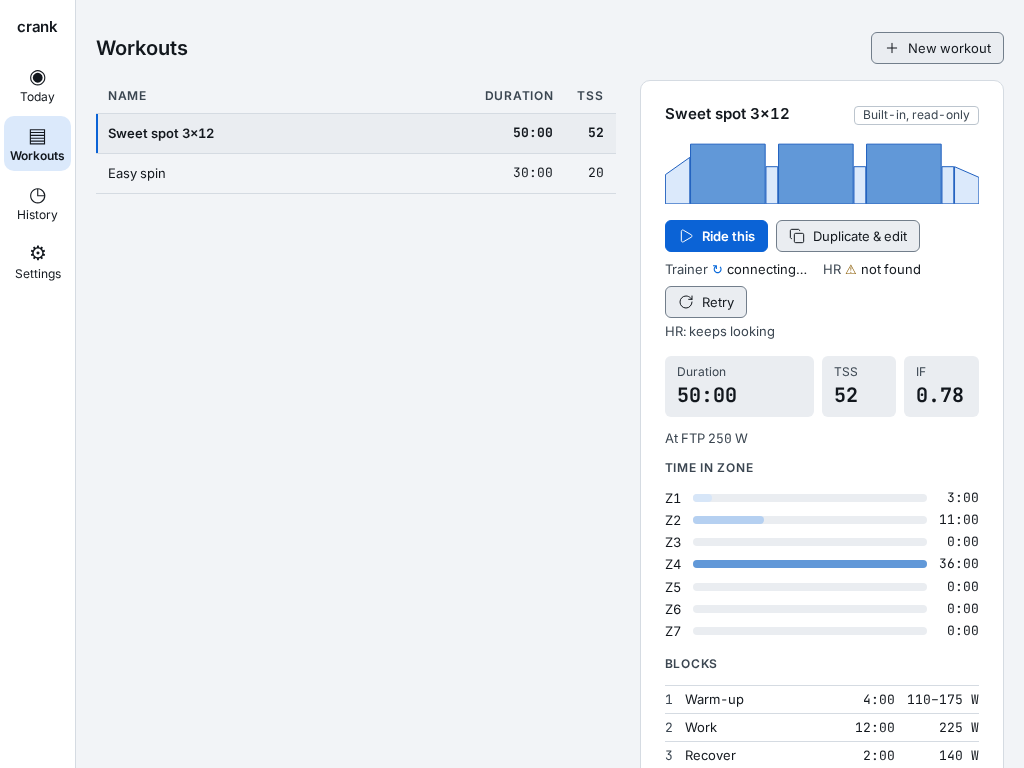 crank
Today
Workouts
History
Settings
Workouts
New workout
NAME DURATION TSS
Sweet spot 3×12 50:00 52
Easy spin 30:00 20
Sweet spot 3×12
Built-in, read-only
Ride this
Duplicate & edit
Trainer ↻ connecting… HR ⚠ not found
Retry
HR: keeps looking
Duration TSS IF
50:00 52 0.78
At FTP 250 W
TIME IN ZONE
Z1 3:00
Z2 11:00
Z3 0:00
Z4 36:00
Z5 0:00
Z6 0:00
Z7 0:00
BLOCKS
1 Warm-up 4:00 110–175 W
2 Work 12:00 225 W
3 Recover 2:00 140 W